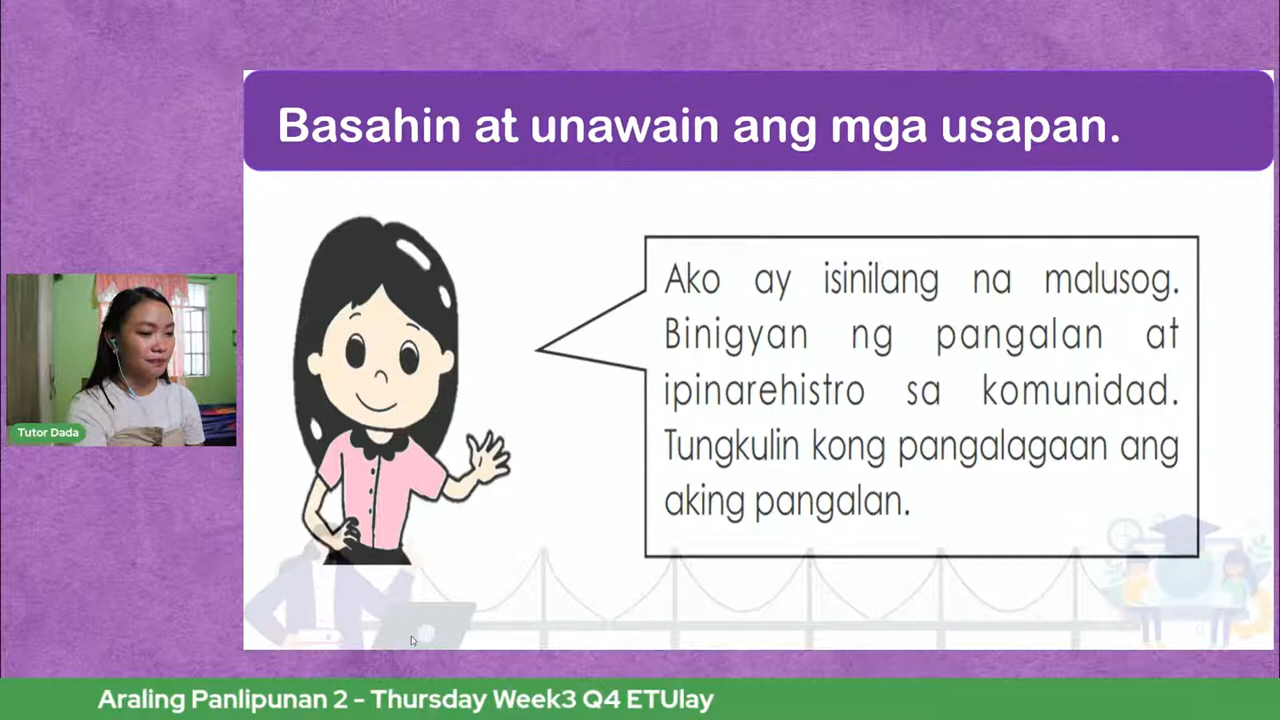 Basahin at unawain ang mga usapan.
Ako ay isinilang na malusog.
Binigyan ng pangalan at
ipinarehistro sa komunidad.
Tungkulin kong pangalagaan ang
aking pangalan.
Tutor Dada
Araling Panlipunan 2 - Thursday Week3 Q4 ETUlay